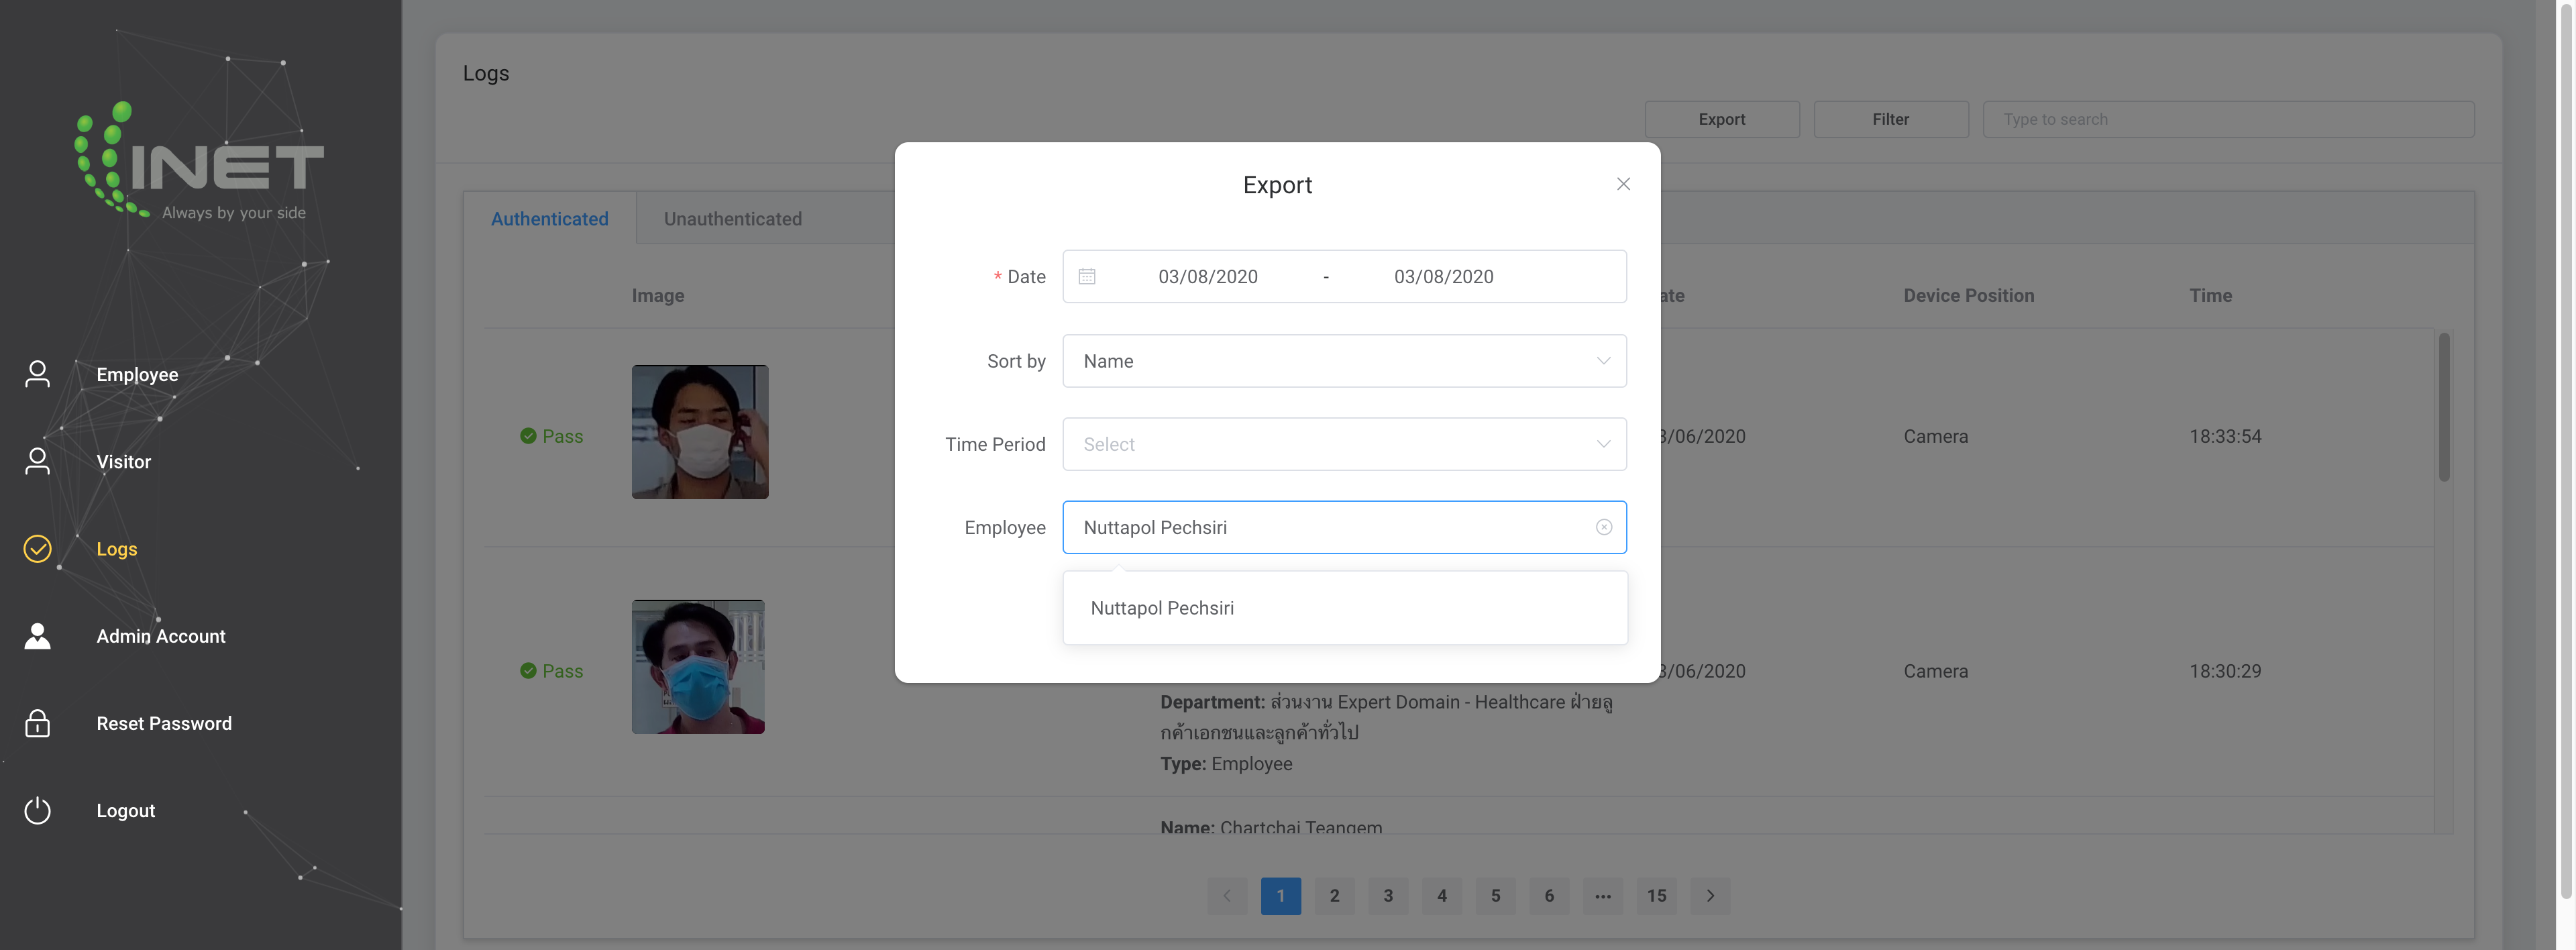 INET
Always by your side
Employee
Visitor
Logs
Admin Account
Reset Password
Logout
Logs
Export
Filter
Type to search
Authenticated
Unauthenticated
Image
ate
Device Position
Time
Pass
3/06/2020
Camera
18:33:54
Pass
3/06/2020
Camera
18:30:29
Department: ส่วนงาน Expert Domain - Healthcare ฝ่ายลู
กค้าเอกชนและลูกค้าทั่วไป
Type: Employee
Name: Chartchai Teangem
1
2
3
4
5
6
...
15
Export
* Date
03/08/2020
-
03/08/2020
Sort by
Name
Time Period
Select
Employee
Nuttapol Pechsiri
Nuttapol Pechsiri